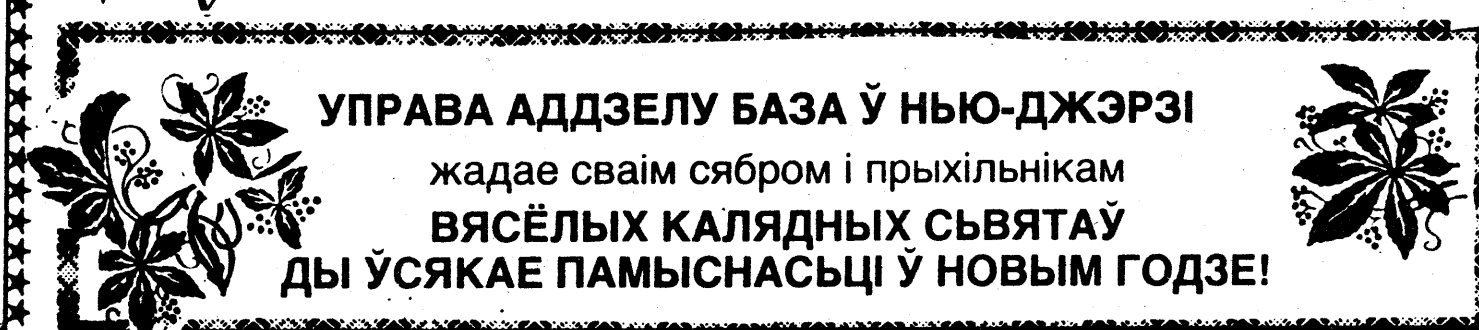 УПРАВА АДДЗЕЛУ БАЗА Ў НЬЮ-ДЖЭРЗІ
жадае сваім сябром і прыхільнікам
ВЯСЁЛЫХ КАЛЯДНЫХ СЬВЯТАЎ
ДЫ ЎСЯКАЕ ПАМЫСНАСЬЦІ Ў НОВЫМ ГОДЗЕ!